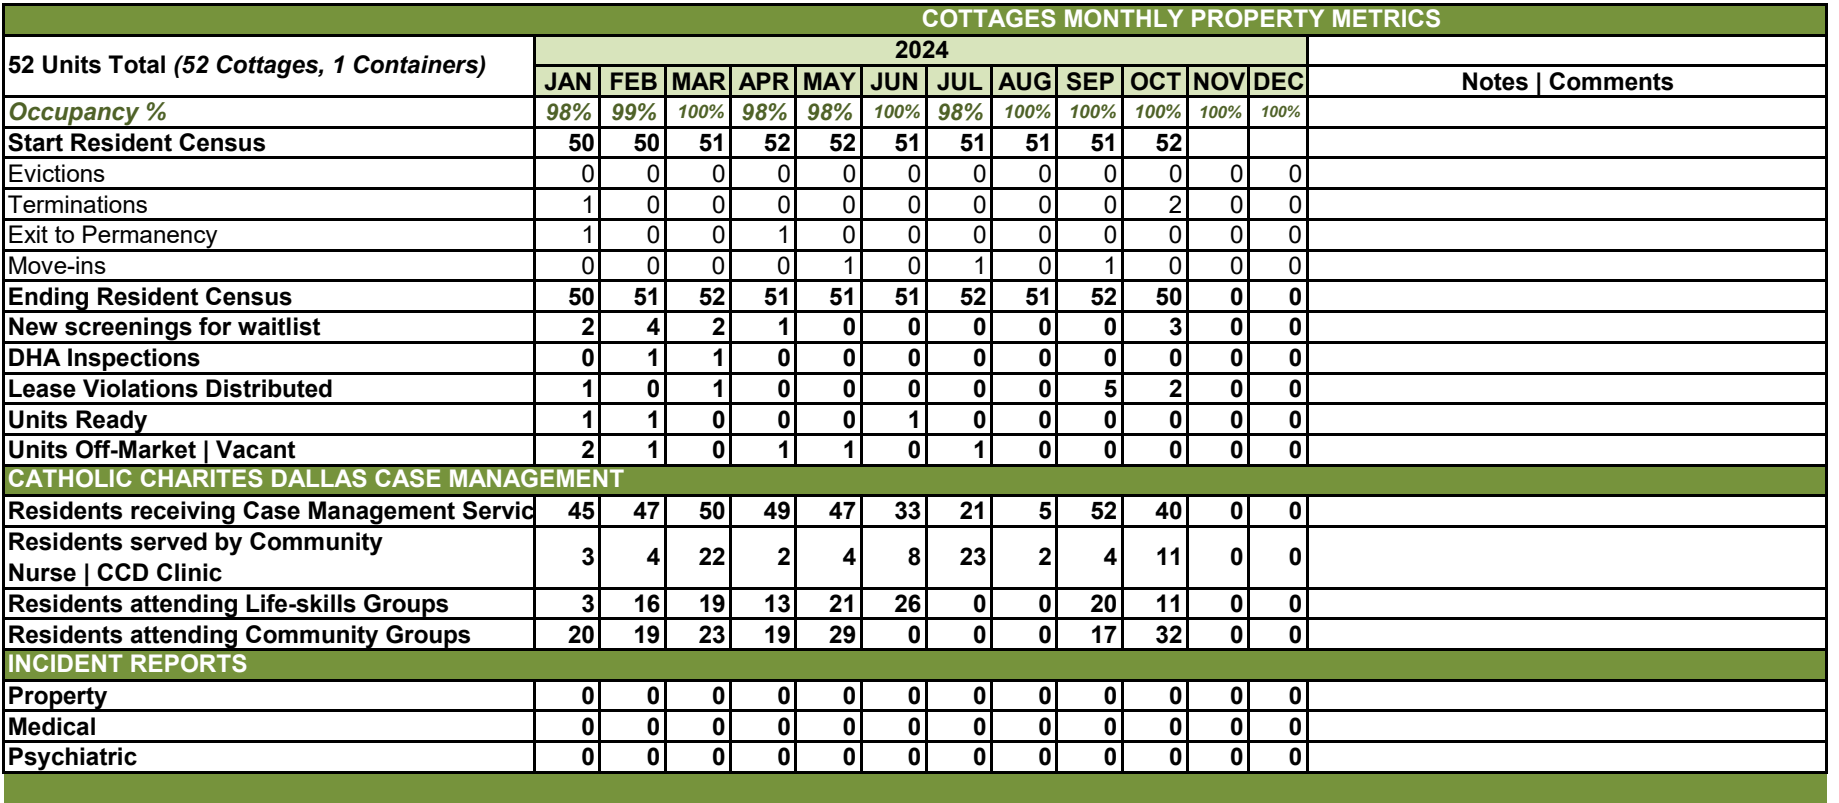 COTTAGES MONTHLY PROPERTY METRICS
52 Units Total (52 Cottages, 1 Containers)
2024
JAN FEB MAR APR MAY JUN JUL AUG SEP OCT NOV DEC Notes | Comments
Occupancy % 98% 99% 100% 98% 98% 100% 98% 100% 100% 100% 100% 100%
Start Resident Census 50 50 51 52 52 51 51 51 51 52
Evictions 0 0 0 0 0 0 0 0 0 0 0 0
Terminations 1 0 0 0 0 0 0 0 0 2 0 0
Exit to Permanency 1 0 0 1 0 0 0 0 0 0 0 0
Move-ins 0 0 0 0 1 0 1 0 1 0 0 0
Ending Resident Census 50 51 52 51 51 51 52 51 52 50 0 0
New screenings for waitlist 2 4 2 1 0 0 0 0 0 3 0 0
DHA Inspections 0 1 1 0 0 0 0 0 0 0 0 0
Lease Violations Distributed 1 0 1 0 0 0 0 0 5 2 0 0
Units Ready 1 1 0 0 0 1 0 0 0 0 0 0
Units Off-Market | Vacant 2 1 0 1 1 0 1 0 0 0 0 0
CATHOLIC CHARITES DALLAS CASE MANAGEMENT
Residents receiving Case Management Servic 45 47 50 49 47 33 21 5 52 40 0 0
Residents served by Community
Nurse | CCD Clinic 3 4 22 2 4 8 23 2 4 11 0 0
Residents attending Life-skills Groups 3 16 19 13 21 26 0 0 20 11 0 0
Residents attending Community Groups 20 19 23 19 29 0 0 0 17 32 0 0
INCIDENT REPORTS
Property 0 0 0 0 0 0 0 0 0 0 0 0
Medical 0 0 0 0 0 0 0 0 0 0 0 0
Psychiatric 0 0 0 0 0 0 0 0 0 0 0 0